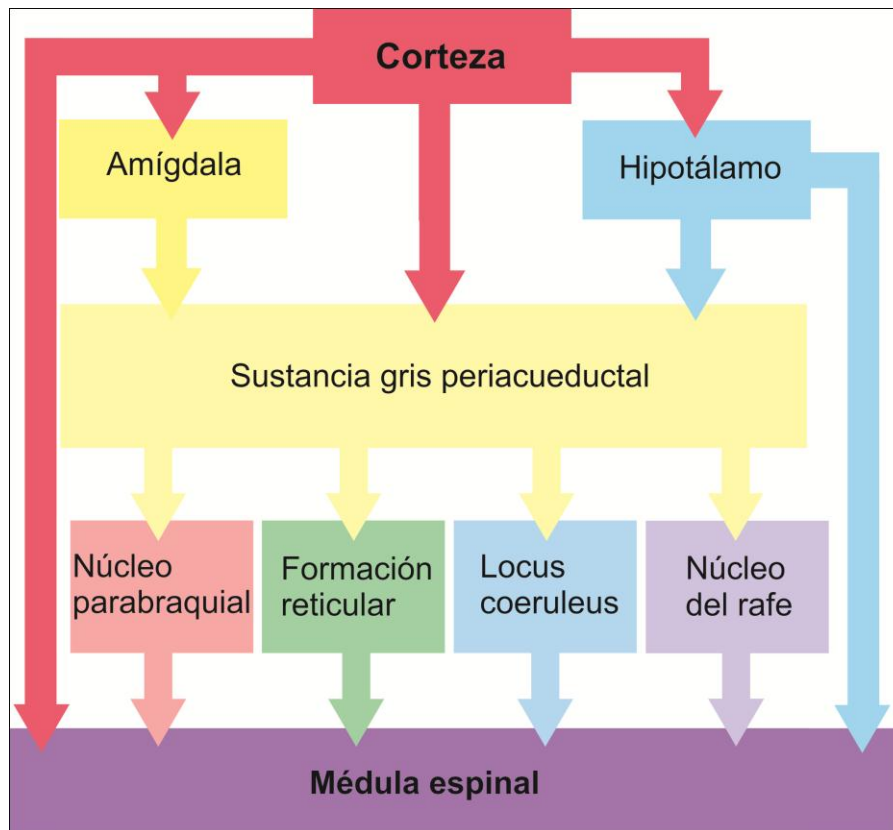 Corteza
Amígdala
Hipotálamo
Sustancia gris periacueductal
Núcleo
parabraquial
Formación
reticular
Locus
coeruleus
Núcleo
del rafe
Médula espinal